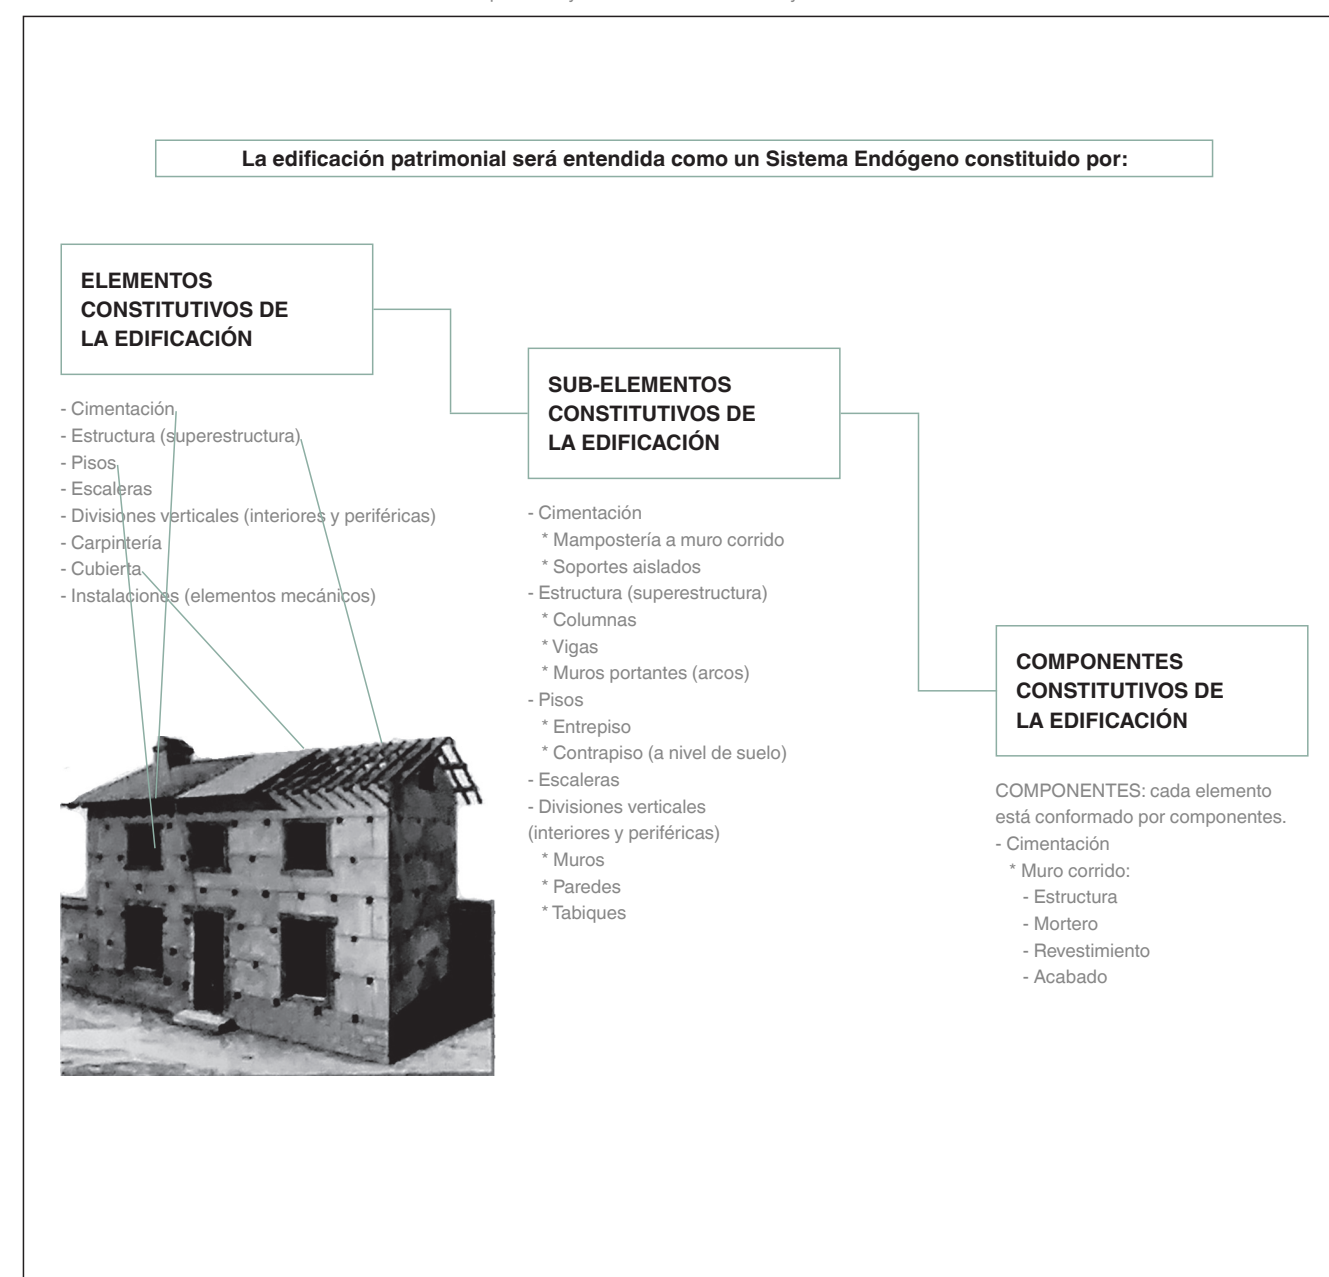 La edificación patrimonial será entendida como un Sistema Endógeno constituido por:
ELEMENTOS
CONSTITUTIVOS DE
LA EDIFICACIÓN
- Cimentación
- Estructura (superestructura)
- Pisos
- Escaleras
- Divisiones verticales (interiores y periféricas)
- Carpintería
- Cubierta
- Instalaciones (elementos mecánicos)
SUB-ELEMENTOS
CONSTITUTIVOS DE
LA EDIFICACIÓN
- Cimentación
* Mampostería a muro corrido
* Soportes aislados
- Estructura (superestructura)
* Columnas
* Vigas
* Muros portantes (arcos)
- Pisos
* Entrepiso
* Contrapiso (a nivel de suelo)
- Escaleras
- Divisiones verticales
(interiores y periféricas)
* Muros
* Paredes
* Tabiques
COMPONENTES
CONSTITUTIVOS DE
LA EDIFICACIÓN
COMPONENTES: cada elemento
está conformado por componentes.
- Cimentación
* Muro corrido:
- Estructura
- Mortero
- Revestimiento
- Acabado